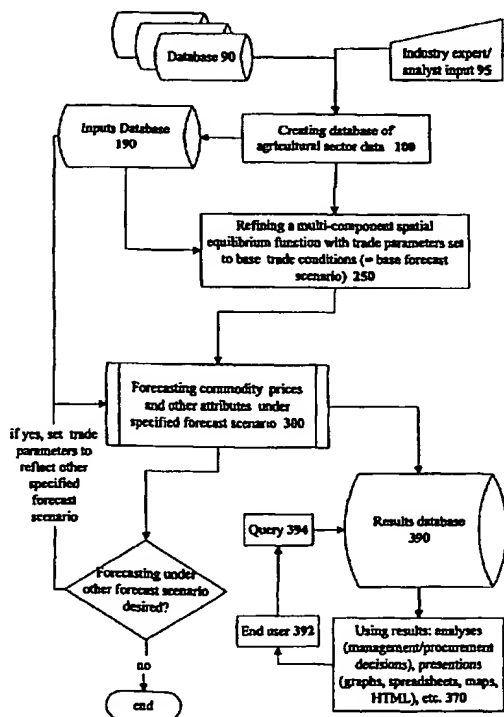 Database 90
Industry expert/
analyst input 95
Inputs Database
190
Creating database of
agricultural sector data 100
Refining a multi-component spatial
equilibrium function with trade parameters set
to base trade conditions (= base forecast
scenario) 250
Forecasting commodity prices
and other attributes under
specified forecast scenario 300
if yes, set trade
parameters to
reflect other
specified
forecast
scenario
Query 394
Results database
390
Forecasting under
other forecast scenario
desired?
End user 392
Using results: analyses
(management/procurement
decisions), presentions
(graphs, spreadsheets, maps,
HTML), etc. 370
no
end